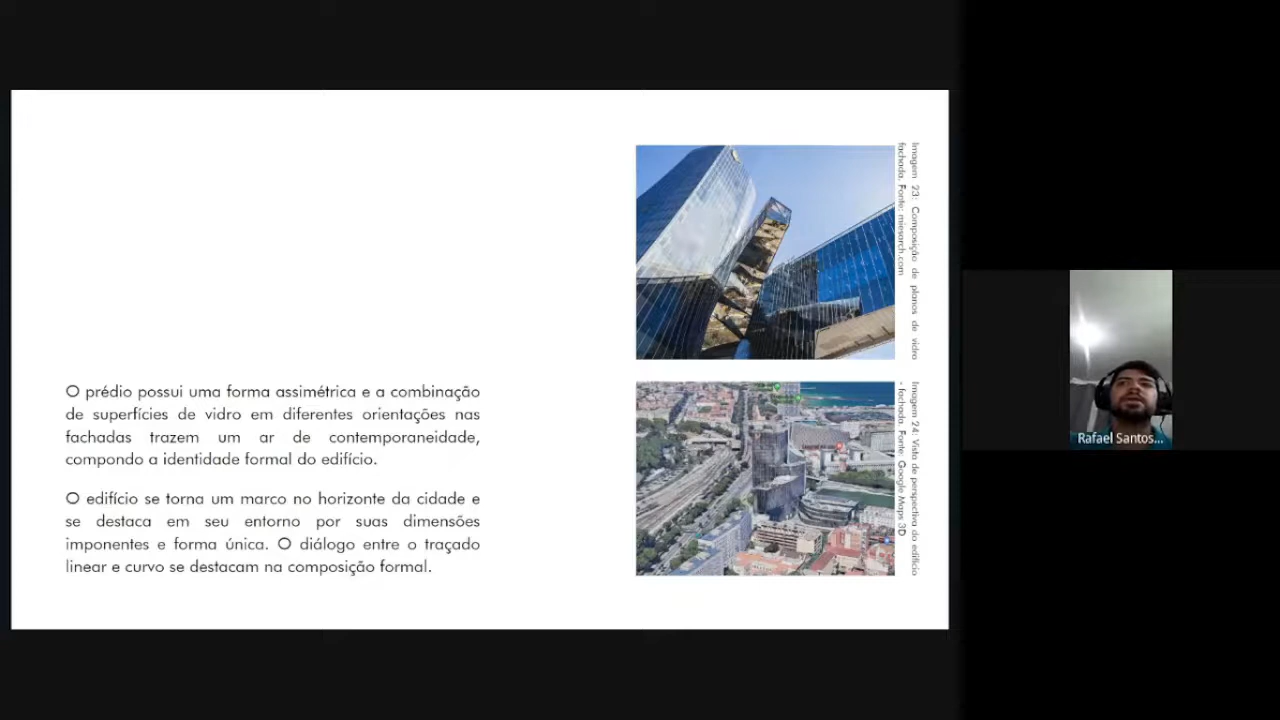 O prédio possui uma forma assimétrica e a combinação
de superfícies de vidro em diferentes orientações nas
fachadas trazem um ar de contemporaneidade,
compondo a identidade formal do edifício.
O edifício se torna um marco no horizonte da cidade e
se destaca em seu entorno por suas dimensões
imponentes e forma única. O diálogo entre o traçado
linear e curvo se destacam na composição formal.
Imagem 23: Composição de planos de vidro
fachada. Fonte: miesarch.com
Imagem 24: Vista de perspectiva do edifício
- fachada. Fonte: Google Maps 3D
Rafael Santos...